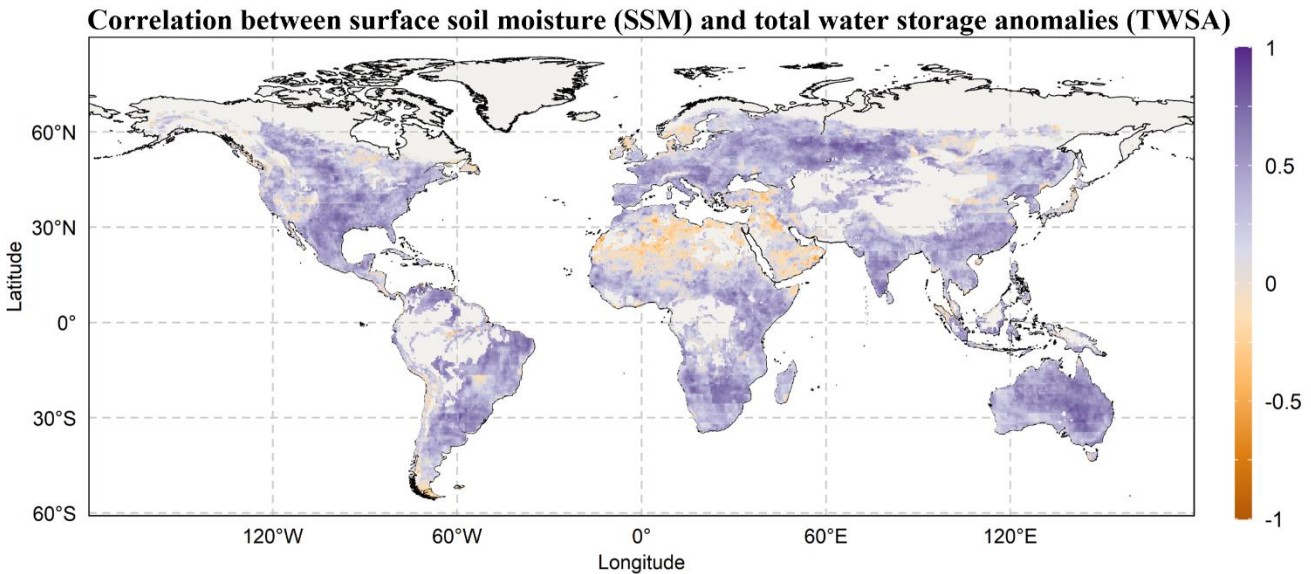 Correlation between surface soil moisture (SSM) and total water storage anomalies (TWSA)
1
60°N
0.5
30°N
Latitude
0
0°
-0.5
30°S
-1
60°S
120°W
60°W
0°
60°E
120°E
Longitude